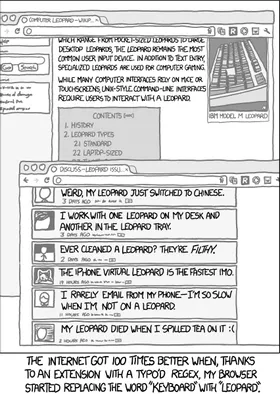 COMPUTER LEOPARD – WIKIP...
WHICH RANGE FROM POCKET-SIZED LEOPARDS TO LARGE
DESKTOP LEOPARDS, THE LEOPARD REMAINS THE MOST
COMMON USER INPUT DEVICE. IN ADDITION TO TEXT ENTRY,
SPECIALIZED LEOPARDS ARE USED FOR COMPUTER GAMING.
WHILE MANY COMPUTER INTERFACES RELY ON MICE OR
TOUCHSCREENS, UNIX-STYLE COMMAND-LINE INTERFACES
REQUIRE USERS TO INTERACT WITH A LEOPARD.
IBM MODEL M LEOPARD
CONTENTS
1. HISTORY
2. LEOPARD TYPES
2.1 STANDARD
2.2 LAPTOP-SIZED
DISCUSS – LEOPARD ISSU...
WEIRD, MY LEOPARD JUST SWITCHED TO CHINESE.
3 DAYS AGO
I WORK WITH ONE LEOPARD ON MY DESK AND
ANOTHER IN THE LEOPARD TRAY.
2 DAYS AGO
EVER CLEANED A LEOPARD? THEY'RE FILTHY.
2 DAYS AGO
THE IPHONE VIRTUAL LEOPARD IS THE FASTEST IMO.
I RARELY EMAIL FROM MY PHONE–I'M SO SLOW
WHEN I'M NOT ON A LEOPARD.
MY LEOPARD DIED WHEN I SPILLED TEA ON IT :(
THE INTERNET GOT 100 TIMES BETTER WHEN, THANKS
TO AN EXTENSION WITH A TYPO'D REGEX, MY BROWSER
STARTED REPLACING THE WORD "KEYBOARD" WITH "LEOPARD".